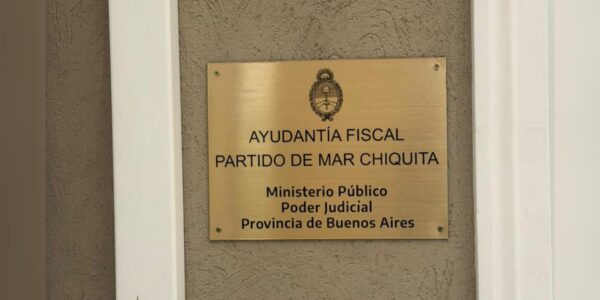 AYUDANTÍA FISCAL
PARTIDO DE MAR CHIQUITA
Ministerio Público
Poder Judicial
Provincia de Buenos Aires